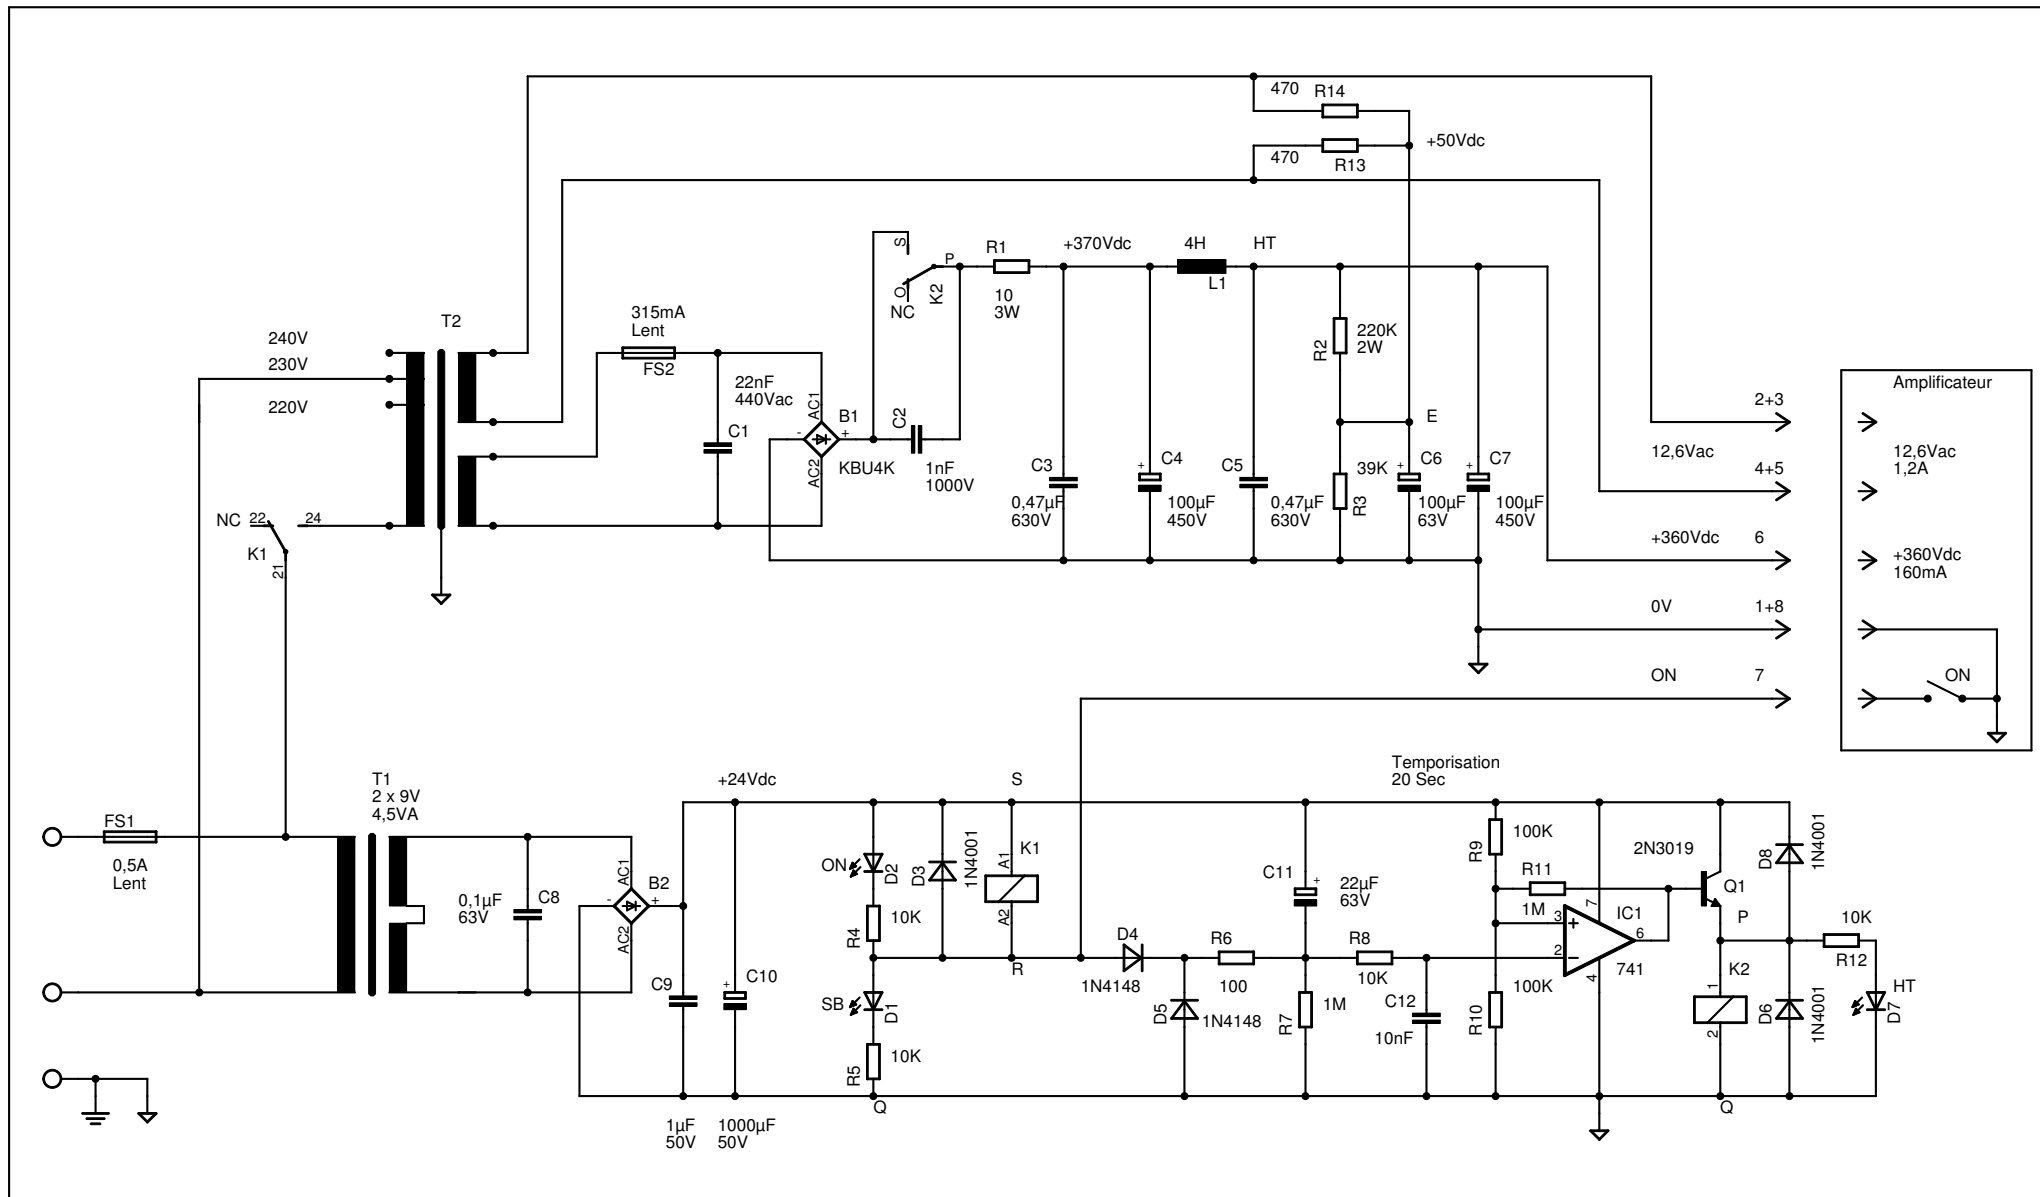 470 R14
+50Vdc
470 R13
S
P
O
NC
K2
R1
10
3W
+370Vdc
4H
L1
HT
T2
240V
230V
220V
315mA
Lent
FS2
22nF
440Vac
C1
AC1
AC2
- +
B1
KBU4K
C2
1nF
1000V
R2
220K
2W
E
R3
39K
C3
0,47µF
630V
+
C4
100µF
450V
C5
0,47µF
630V
+
C6
100µF
63V
+
C7
100µF
450V
NC 22 24
K1
21
2+3
12,6Vac
4+5
+360Vdc 6
0V 1+8
ON 7
Amplificateur
12,6Vac
1,2A
+360Vdc
160mA
ON
FS1
0,5A
Lent
T1
2 x 9V
4,5VA
0,1µF
63V
C8
AC1
AC2
- +
B2
+24Vdc
C9
1µF
50V
+
C10
1000µF
50V
ON
D2
R4
10K
SB
D1
R5
10K
Q
D3
1N4001
S
K1
A1
A2
R
D4
1N4148
D5
1N4148
R6
100
C11
+
22µF
63V
R7
1M
R8
10K
C12
10nF
Temporisation
20 Sec
R9
100K
R11
1M
R10
100K
3
2
+
-
7
4
6
IC1
741
2N3019
Q1
P
K2
1
2
Q
D8
1N4001
D6
1N4001
10K
R12
HT
D7